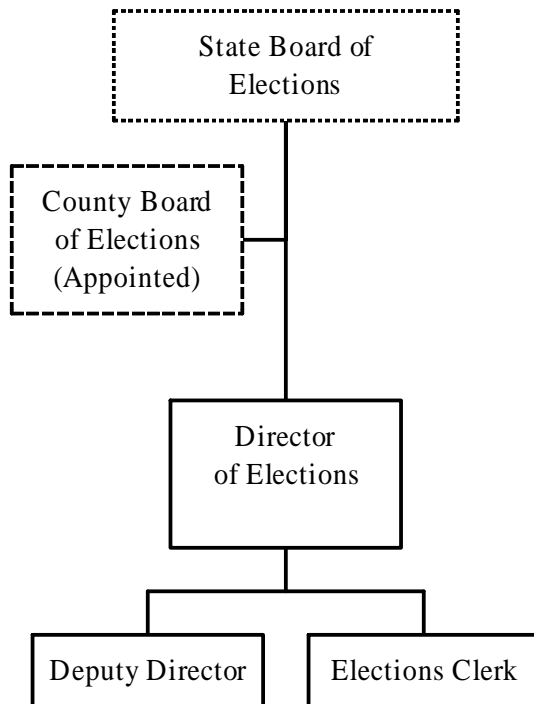 State Board of
Elections
County Board
of Elections
(Appointed)
Director
of Elections
Deputy Director
Elections Clerk